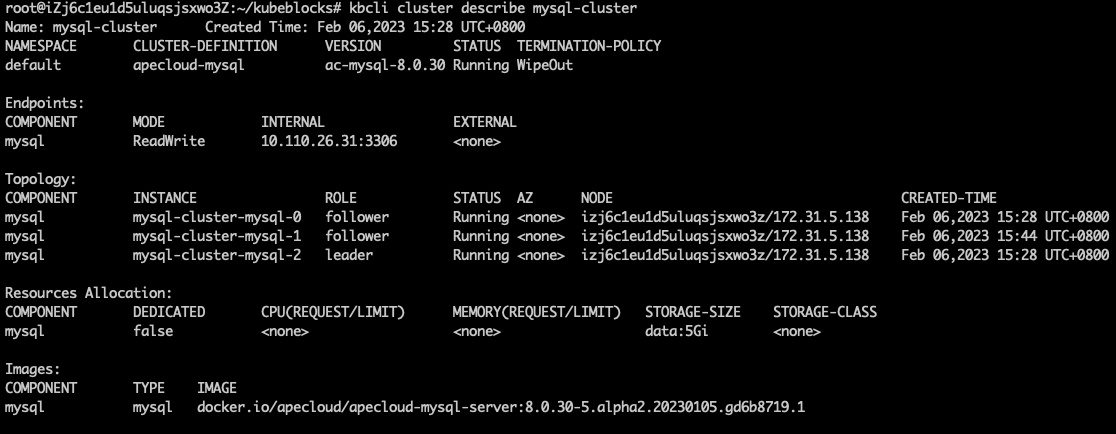 root@iZj6c1eu1d5uluqsjsxwo3Z:~/kubeblocks# kbcli cluster describe mysql-cluster
Name: mysql-cluster      Created Time: Feb 06,2023 15:28 UTC+0800
NAMESPACE       CLUSTER-DEFINITION      VERSION         STATUS  TERMINATION-POLICY
default         apecloud-mysql          ac-mysql-8.0.30 Running WipeOut

Endpoints:
COMPONENT       MODE            INTERNAL                EXTERNAL
mysql           ReadWrite       10.110.26.31:3306       <none>

Topology:
COMPONENT       INSTANCE                ROLE            STATUS  AZ      NODE                                    CREATED-TIME
mysql           mysql-cluster-mysql-0   follower        Running <none>  izj6c1eu1d5uluqsjsxwo3z/172.31.5.138    Feb 06,2023 15:28 UTC+0800
mysql           mysql-cluster-mysql-1   follower        Running <none>  izj6c1eu1d5uluqsjsxwo3z/172.31.5.138    Feb 06,2023 15:44 UTC+0800
mysql           mysql-cluster-mysql-2   leader          Running <none>  izj6c1eu1d5uluqsjsxwo3z/172.31.5.138    Feb 06,2023 15:28 UTC+0800

Resources Allocation:
COMPONENT       DEDICATED       CPU(REQUEST/LIMIT)      MEMORY(REQUEST/LIMIT)   STORAGE-SIZE    STORAGE-CLASS
mysql           false           <none>                  <none>                  data:5Gi        <none>

Images:
COMPONENT       TYPE    IMAGE
mysql           mysql   docker.io/apecloud/apecloud-mysql-server:8.0.30-5.alpha2.20230105.gd6b8719.1